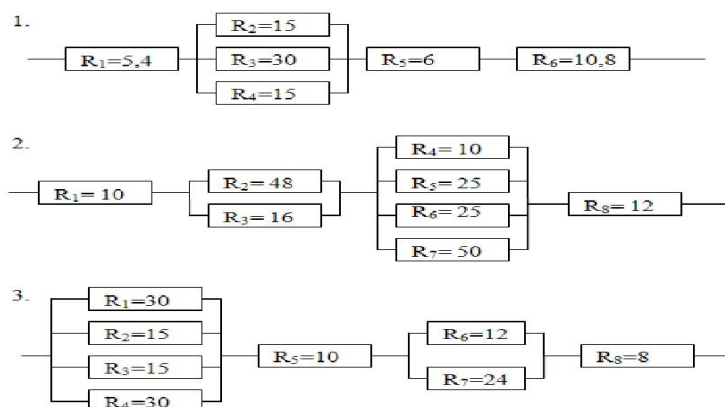 1.
R₂=15
R₁=5,4 R₃=30 R₅=6 R₆=10,8
R₄=15
2.
R₄= 10
R₁= 10 R₂= 48 R₅= 25 R₈= 12
R₃= 16 R₆= 25
R₇= 50
3.
R₁=30
R₂=15 R₆=12
R₅=10 R₈=8
R₃=15 R₇=24
R₄=30